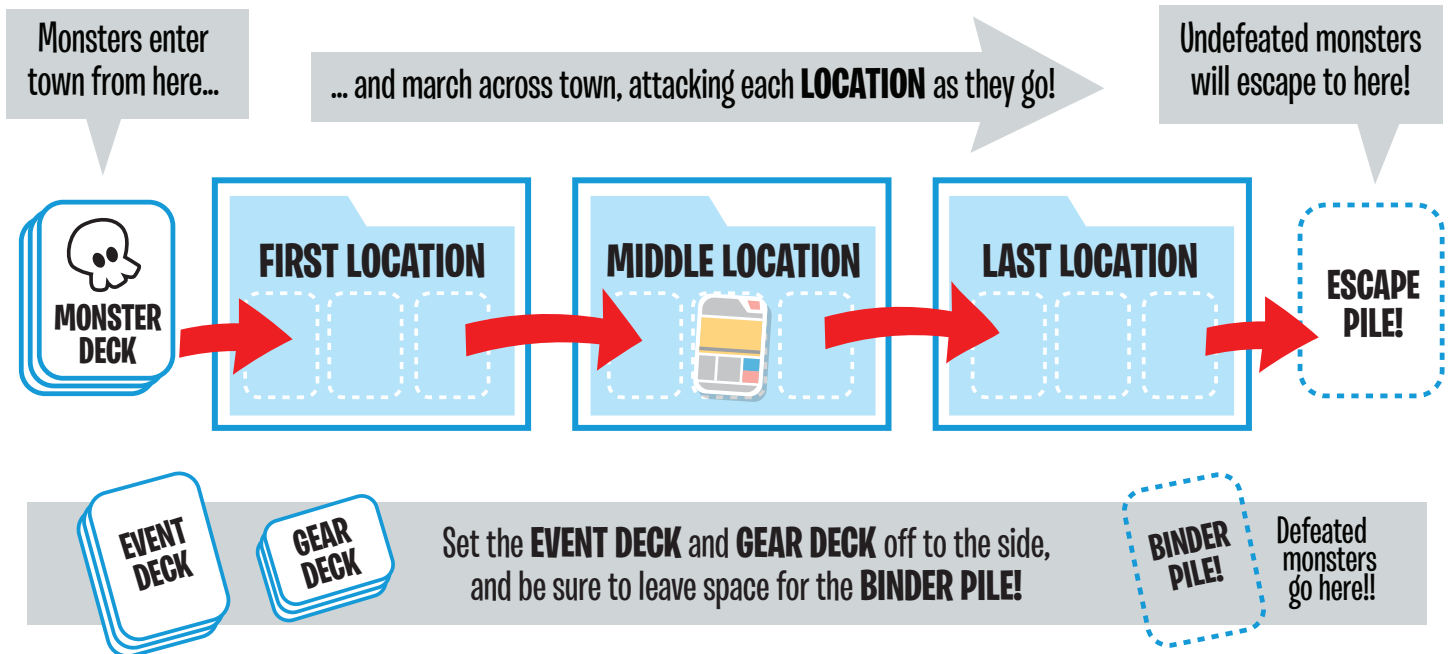 Monsters enter
town from here...
... and march across town, attacking each LOCATION as they go!
Undefeated monsters
will escape to here!
MONSTER
DECK
FIRST LOCATION
MIDDLE LOCATION
LAST LOCATION
ESCAPE
PILE!
EVENT
DECK
GEAR
DECK
Set the EVENT DECK and GEAR DECK off to the side,
and be sure to leave space for the BINDER PILE!
BINDER
PILE!
Defeated
monsters
go here!!